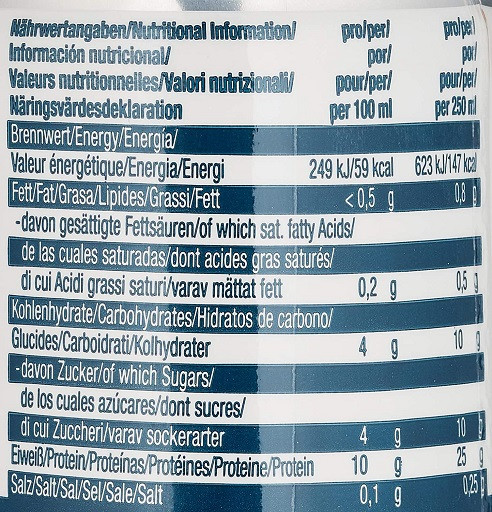 Nährwertangaben/Nutritional Information/ pro/per/ pro/per/
Información nutricional/ por/ por/
Valeurs nutritionnelles/Valori nutrizionali/ pour/per/ pour/per/
Näringsvärdesdeklaration per 100 ml per 250 ml
Brennwert/Energy/Energía/
Valeur énergétique/Energia/Energi 249 kJ/59 kcal 623 kJ/147 kcal
Fett/Fat/Grasa/Lipides/Grassi/Fett <0,5 g 0,8 g
-davon gesättigte Fettsäuren/of which sat. fatty Acids/
de las cuales saturadas/dont acides gras saturés/
di cui Acidi grassi saturi/varav mättat fett 0,2 g 0,5 g
Kohlenhydrate/Carbohydrates/Hidratos de carbono/
Glucides/Carboidrati/Kolhydrater 4 g 10 g
-davon Zucker/of which Sugars/
de los cuales azúcares/dont sucres/
di cui Zuccheri/varav sockerarter 4 g 10 g
Eiweiß/Protein/Proteínas/Protéines/Proteine/Protein 10 g 25 g
Salz/Salt/Sal/Sel/Sale/Salt 0,1 g 0,25 g